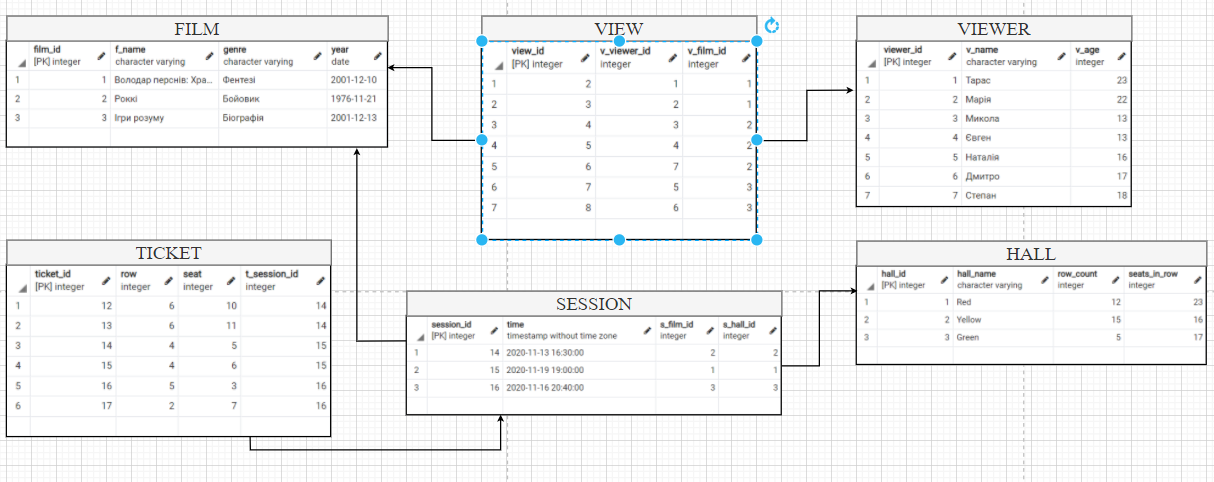 FILM
film_id f_name genre year
[PK] integer character varying character varying date
1 1 Володар перснів: Хра... Фентезі 2001-12-10
2 2 Роккі Бойовик 1976-11-21
3 3 Ігри розуму Біографія 2001-12-13
VIEW
view_id v_viewer_id v_film_id
[PK] integer integer integer
1 2 1 1
2 3 2 1
3 4 3 2
4 5 4 2
5 6 7 2
6 7 5 3
7 8 6 3
VIEWER
viewer_id v_name v_age
[PK] integer character varying integer
1 1 Тарас 23
2 2 Марія 22
3 3 Микола 13
4 4 Євген 13
5 5 Наталія 16
6 6 Дмитро 17
7 7 Степан 18
TICKET
ticket_id row seat t_session_id
[PK] integer integer integer integer
1 12 6 10 14
2 13 6 11 14
3 14 4 5 15
4 15 4 6 15
5 16 5 3 16
6 17 2 7 16
SESSION
session_id time s_film_id s_hall_id
[PK] integer timestamp without time zone integer integer
1 14 2020-11-13 16:30:00 2 2
2 15 2020-11-19 19:00:00 1 1
3 16 2020-11-16 20:40:00 3 3
HALL
hall_id hall_name row_count seats_in_row
[PK] integer character varying integer integer
1 1 Red 12 23
2 2 Yellow 15 16
3 3 Green 5 17